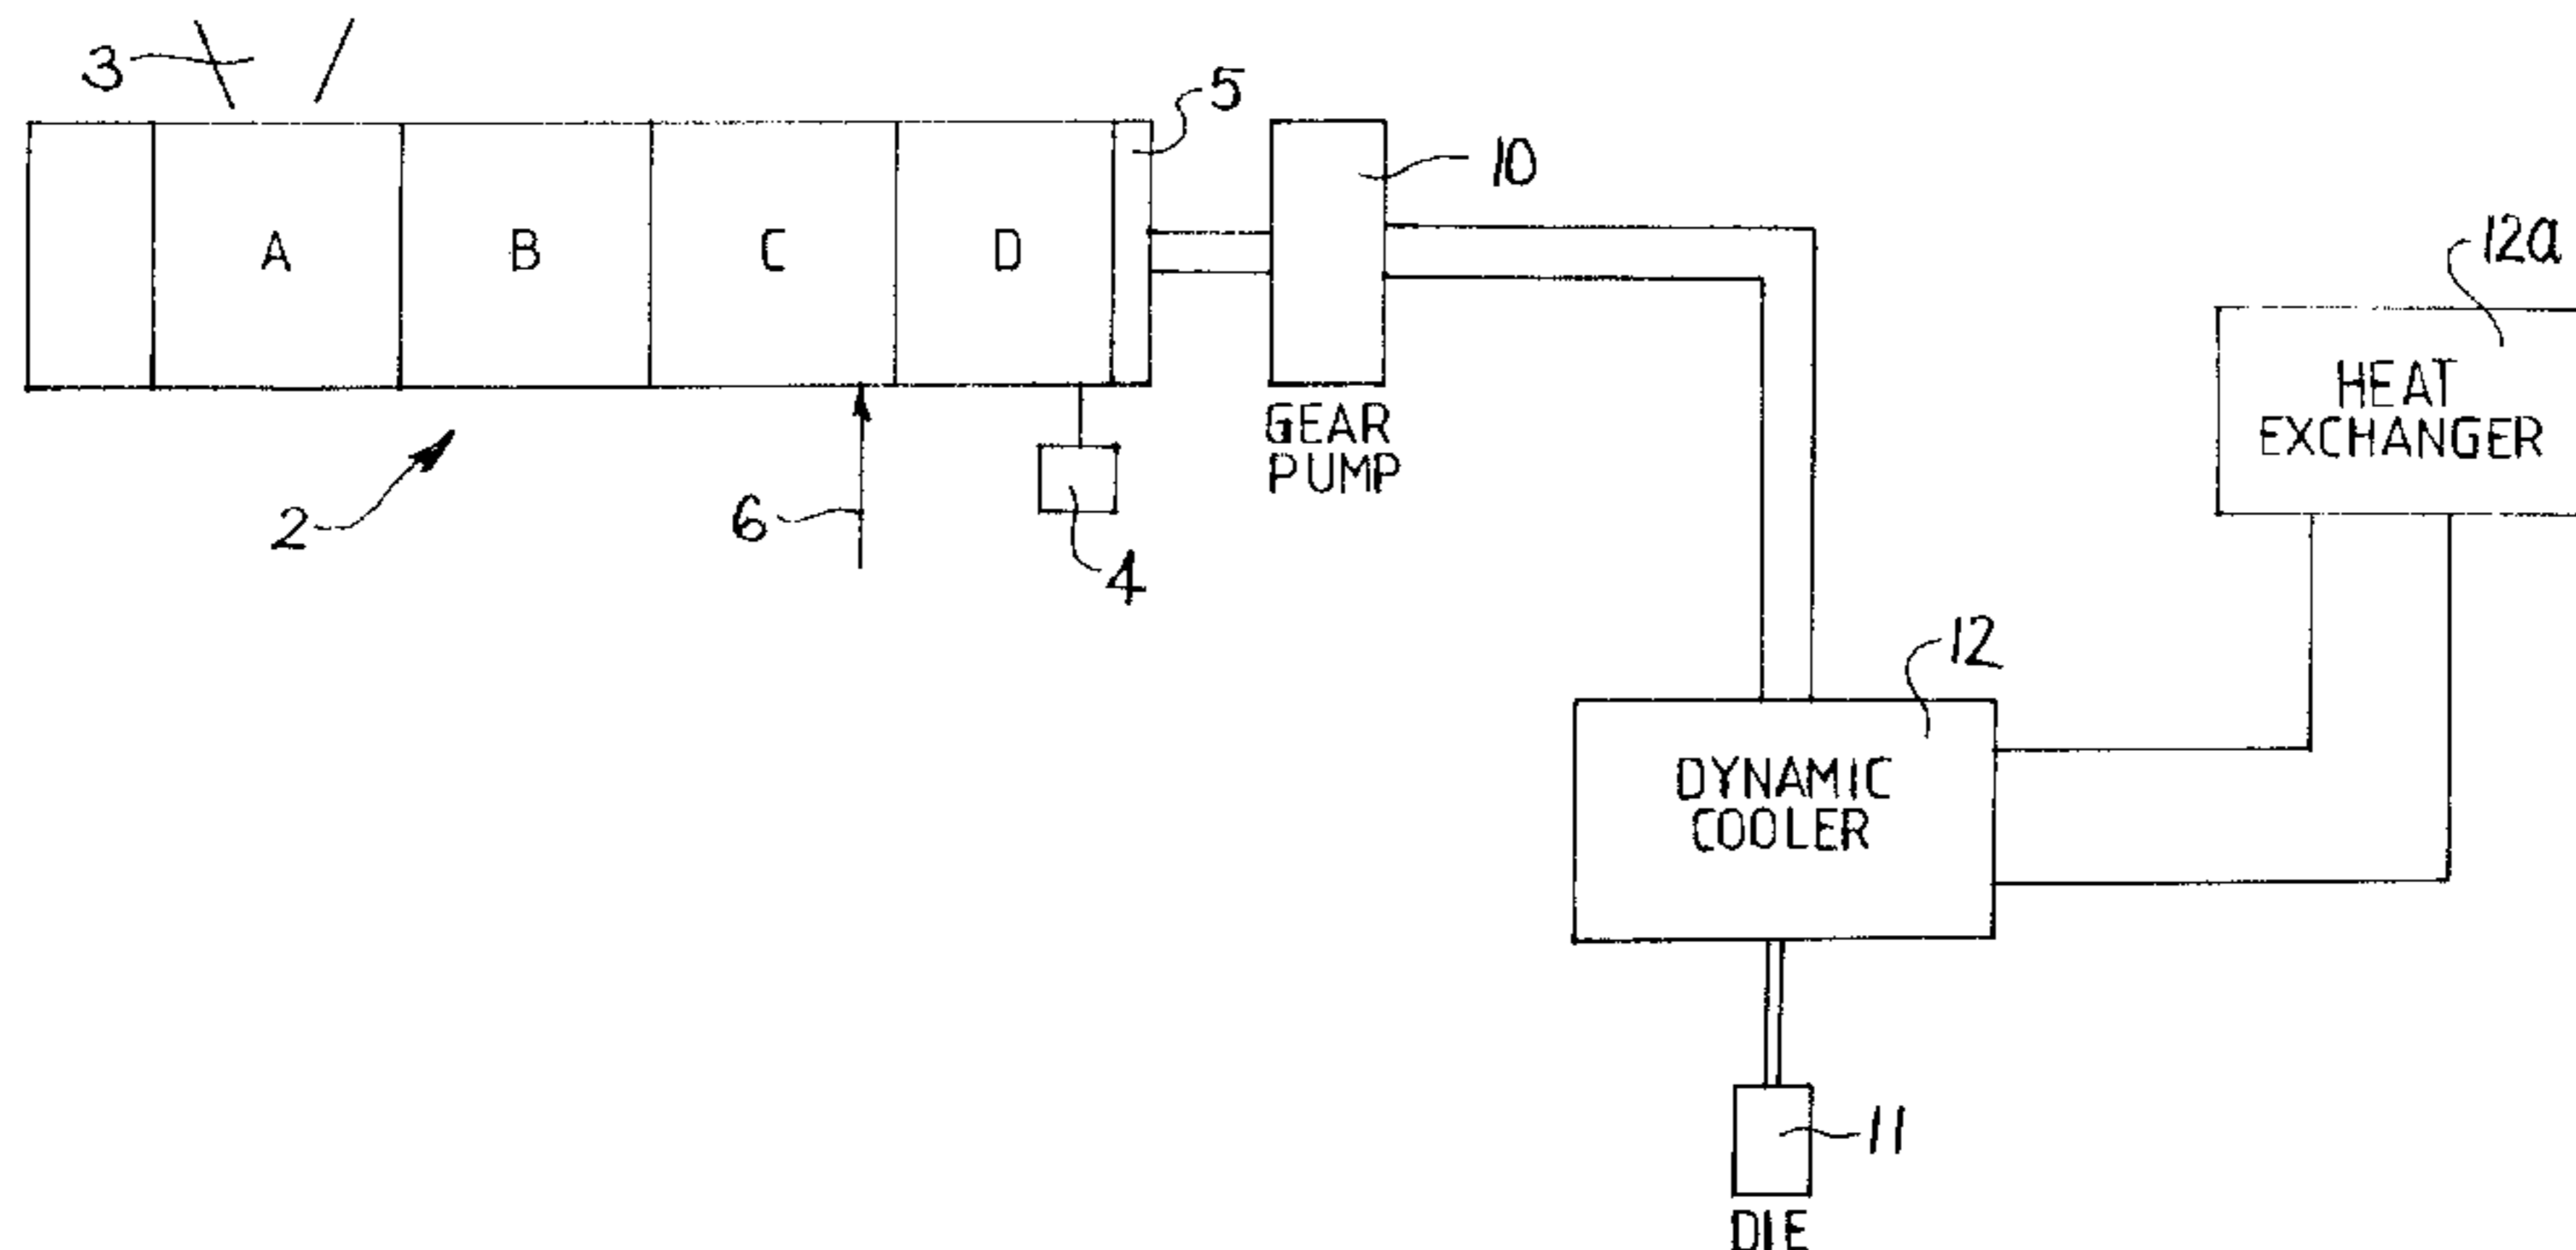 3
5
10
A B C D
12a
HEAT
EXCHANGER
GEAR
PUMP
2
6
4
12
DYNAMIC
COOLER
11
DIE